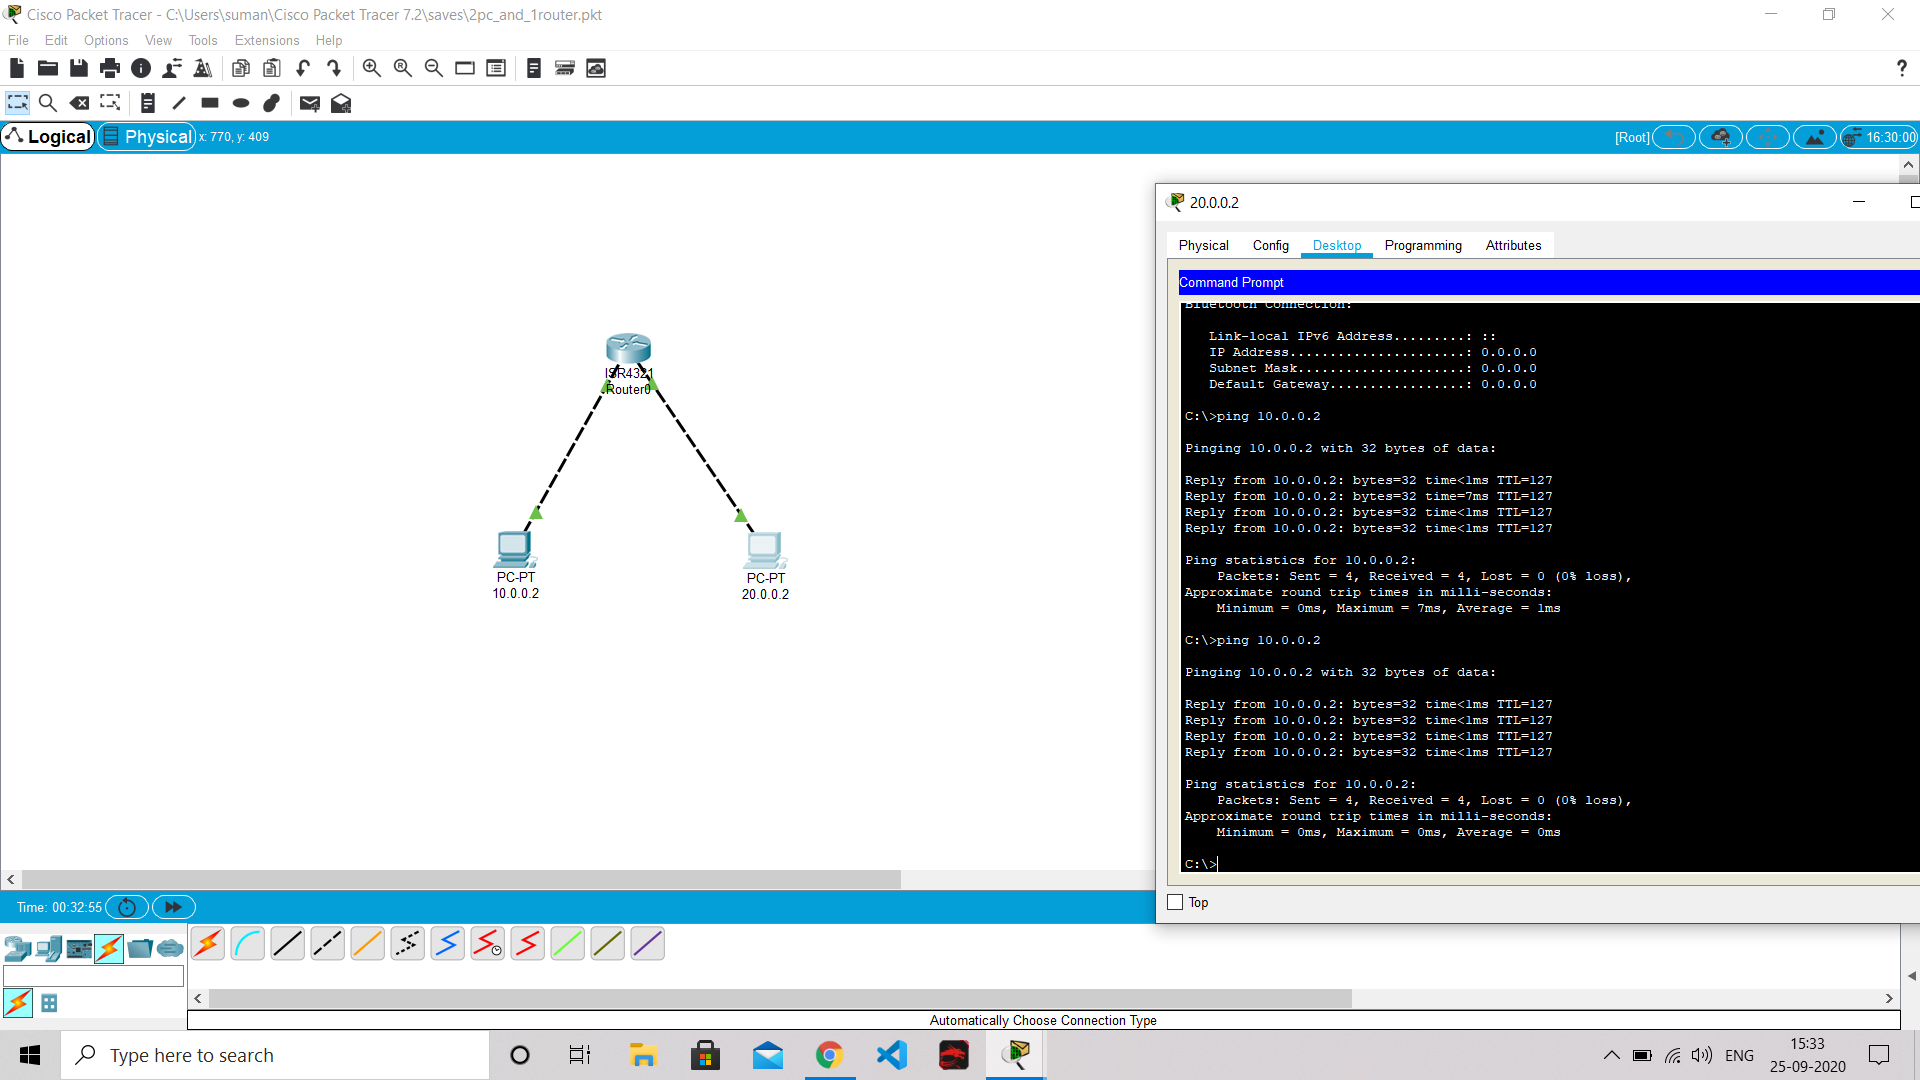 Cisco Packet Tracer - C:\Users\suman\Cisco Packet Tracer 7.2\saves\2pc_and_1router.pkt
File Edit Options View Tools Extensions Help
Logical Physical x: 770, y: 409
[Root] 16:30:00
ISR4321
Router0
PC-PT
10.0.0.2
PC-PT
20.0.0.2
20.0.0.2
Physical Config Desktop Programming Attributes
Command Prompt
Bluetooth Connection:
Link-local IPv6 Address.........: ::
IP Address......................: 0.0.0.0
Subnet Mask.....................: 0.0.0.0
Default Gateway.................: 0.0.0.0
C:\>ping 10.0.0.2
Pinging 10.0.0.2 with 32 bytes of data:
Reply from 10.0.0.2: bytes=32 time<1ms TTL=127
Reply from 10.0.0.2: bytes=32 time=7ms TTL=127
Reply from 10.0.0.2: bytes=32 time<1ms TTL=127
Reply from 10.0.0.2: bytes=32 time<1ms TTL=127
Ping statistics for 10.0.0.2:
Packets: Sent = 4, Received = 4, Lost = 0 (0% loss),
Approximate round trip times in milli-seconds:
Minimum = 0ms, Maximum = 7ms, Average = 1ms
C:\>ping 10.0.0.2
Pinging 10.0.0.2 with 32 bytes of data:
Reply from 10.0.0.2: bytes=32 time<1ms TTL=127
Reply from 10.0.0.2: bytes=32 time<1ms TTL=127
Reply from 10.0.0.2: bytes=32 time<1ms TTL=127
Reply from 10.0.0.2: bytes=32 time<1ms TTL=127
Ping statistics for 10.0.0.2:
Packets: Sent = 4, Received = 4, Lost = 0 (0% loss),
Approximate round trip times in milli-seconds:
Minimum = 0ms, Maximum = 0ms, Average = 0ms
C:\>
Top
Time: 00:32:55
Automatically Choose Connection Type
Type here to search
ENG
15:33
25-09-2020